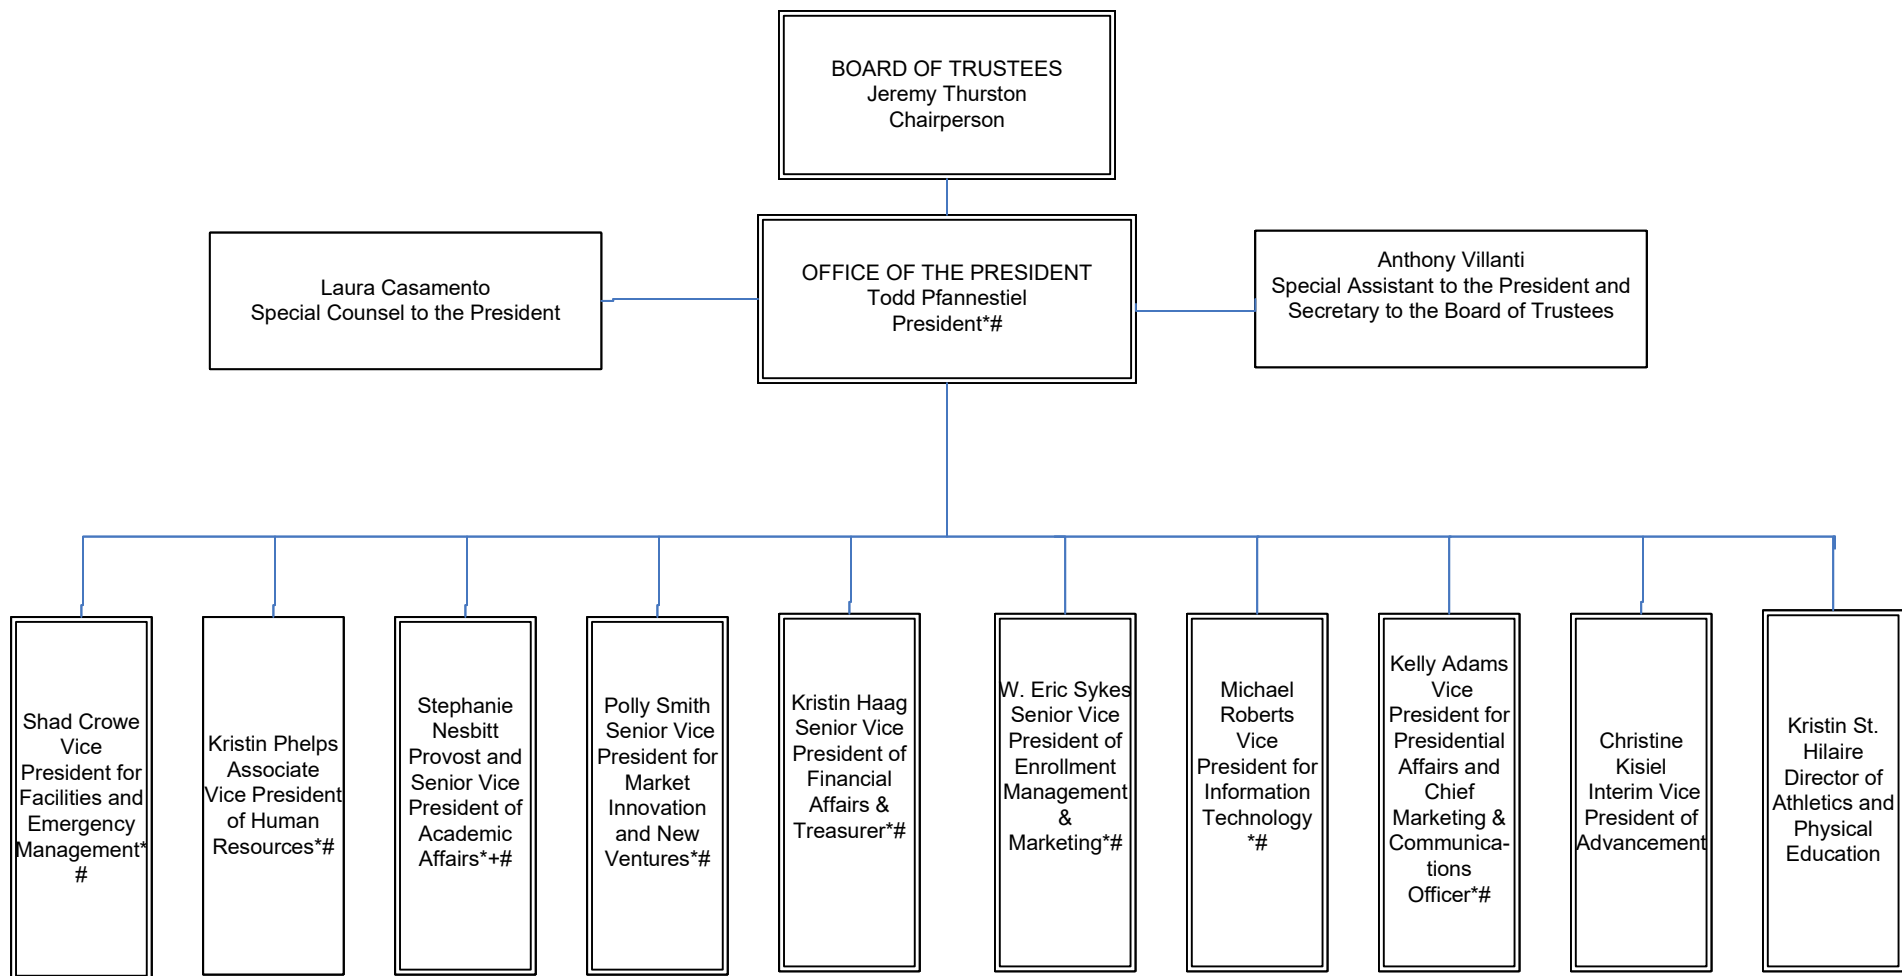 BOARD OF TRUSTEES
Jeremy Thurston
Chairperson
Laura Casamento
Special Counsel to the President
OFFICE OF THE PRESIDENT
Todd Pfannestiel
President*#
Anthony Villanti
Special Assistant to the President and
Secretary to the Board of Trustees
Shad Crowe
Vice
President for
Facilities and
Emergency
Management*
#
Kristin Phelps
Associate
Vice President
of Human
Resources*#
Stephanie
Nesbitt
Provost and
Senior Vice
President of
Academic
Affairs*+#
Polly Smith
Senior Vice
President for
Market
Innovation
and New
Ventures*#
Kristin Haag
Senior Vice
President of
Financial
Affairs &
Treasurer*#
W. Eric Sykes
Senior Vice
President of
Enrollment
Management
&
Marketing*#
Michael
Roberts
Vice
President for
Information
Technology
*#
Kelly Adams
Vice
President for
Presidential
Affairs and
Chief
Marketing &
Communica-
tions
Officer*#
Christine
Kisiel
Interim Vice
President of
Advancement
Kristin St.
Hilaire
Director of
Athletics and
Physical
Education